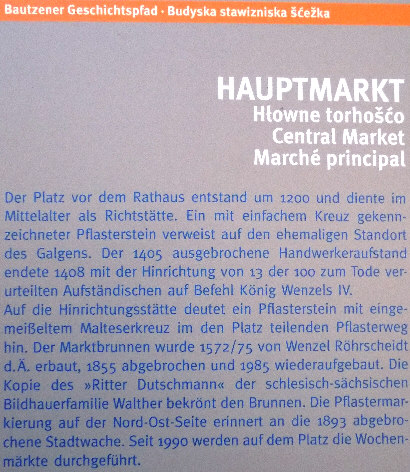 Bautzener Geschichtspfad · Budyska stawizniska šćežka
HAUPTMARKT
Hłowne torhošćo
Central Market
Marché principal
Der Platz vor dem Rathaus entstand um 1200 und diente im
Mittelalter als Richtstätte. Ein mit einfachem Kreuz gekenn-
zeichneter Pflasterstein verweist auf den ehemaligen Standort
des Galgens. Der 1405 ausgebrochene Handwerkeraufstand
endete 1408 mit der Hinrichtung von 13 der 100 zum Tode ver-
urteilten Aufständischen auf Befehl König Wenzels IV.
Auf die Hinrichtungsstätte deutet ein Pflasterstein mit einge-
meißeltem Malteserkreuz im den Platz teilenden Pflasterweg
hin. Der Marktbrunnen wurde 1572/75 von Wenzel Röhrscheidt
d.Ä. erbaut, 1855 abgebrochen und 1985 wiederaufgebaut. Die
Kopie des »Ritter Dutschmann« der schlesisch-sächsischen
Bildhauerfamilie Walther bekrönt den Brunnen. Die Pflastermar-
kierung auf der Nord-Ost-Seite erinnert an die 1893 abgebro-
chene Stadtwache. Seit 1990 werden auf dem Platz die Wochen-
märkte durchgeführt.